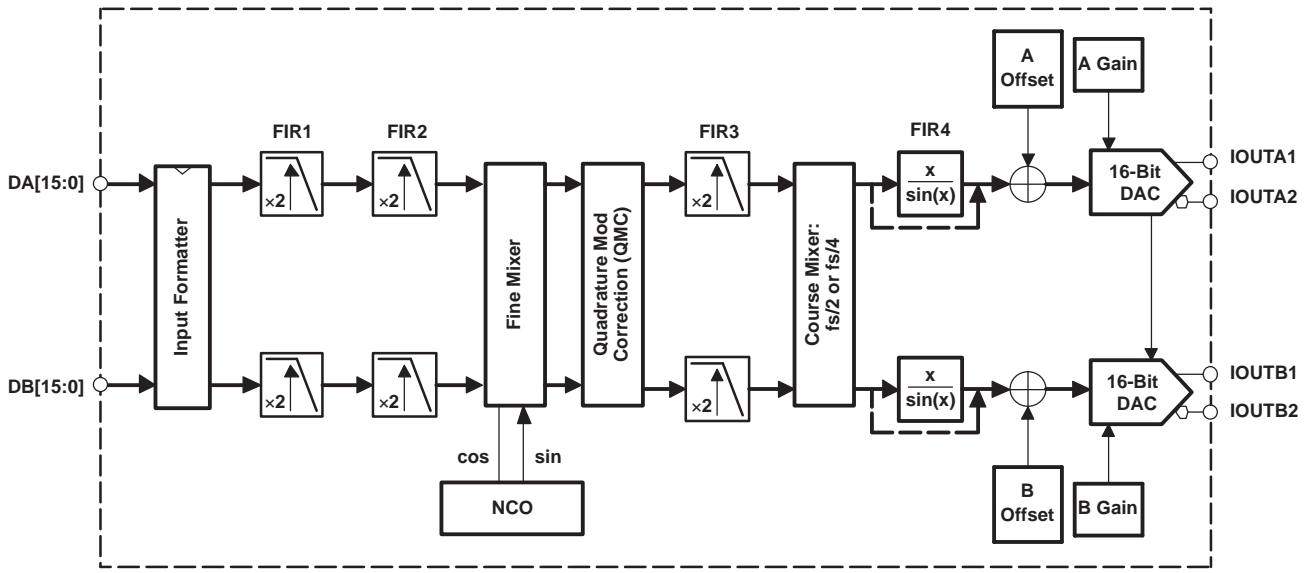 A
Offset
A Gain
FIR1
FIR2
FIR3
FIR4
DA[15:0]
×2
×2
×2
x
sin(x)
16-Bit
DAC
IOUTA1
IOUTA2
Input Formatter
Fine Mixer
Quadrature Mod
Correction (QMC)
Course Mixer:
fs/2 or fs/4
DB[15:0]
×2
×2
×2
x
sin(x)
16-Bit
DAC
IOUTB1
IOUTB2
cos
sin
NCO
B
Offset
B Gain